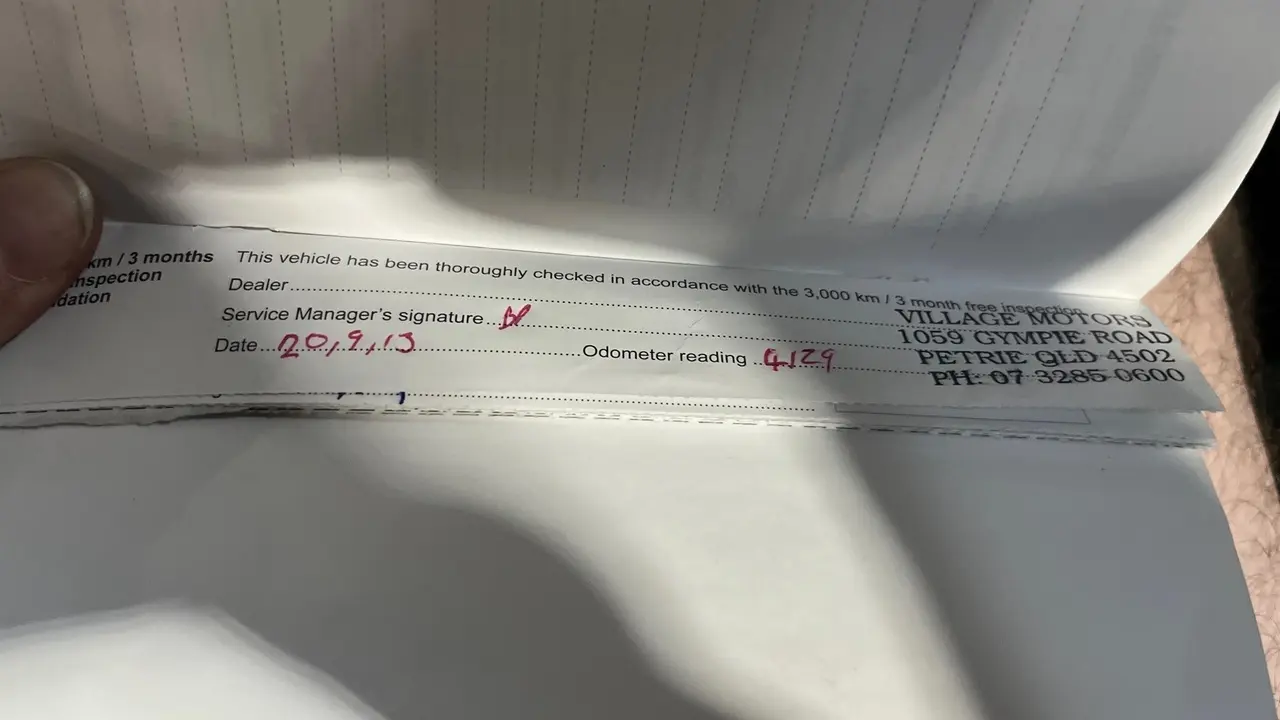 km / 3 months
nspection
dation
This vehicle has been thoroughly checked in accordance with the 3,000 km / 3 month free inspection
Dealer
VILLAGE MOTORS
1059 GYMPIE ROAD
PETRIE QLD 4502
PH: 07 3285 0600
Service Manager's signature
Date 20,9,13 Odometer reading 4129